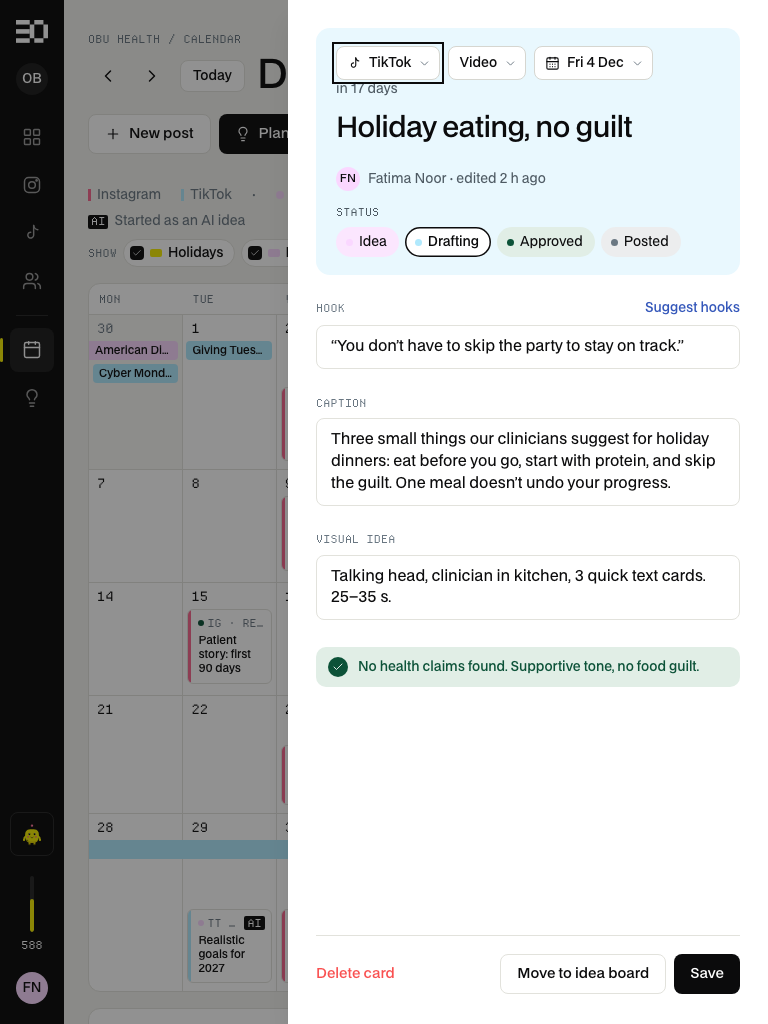 OB
OBU HEALTH / CALENDAR
Today
New post
Instagram
TikTok
·
AI Started as an AI idea
SHOW
Holidays
MON
TUE
30
1
American Di…
Giving Tues…
Cyber Mond…
7
8
14
15
IG · RE…
Patient
story: first
90 days
21
22
28
29
TT …
AI
Realistic
goals for
2027
588
FN
TikTok
Video
Fri 4 Dec
in 17 days
Holiday eating, no guilt
FN
Fatima Noor · edited 2 h ago
STATUS
Idea
Drafting
Approved
Posted
HOOK
Suggest hooks
“You don’t have to skip the party to stay on track.”
CAPTION
Three small things our clinicians suggest for holiday
dinners: eat before you go, start with protein, and skip
the guilt. One meal doesn’t undo your progress.
VISUAL IDEA
Talking head, clinician in kitchen, 3 quick text cards.
25–35 s.
No health claims found. Supportive tone, no food guilt.
Delete card
Move to idea board
Save